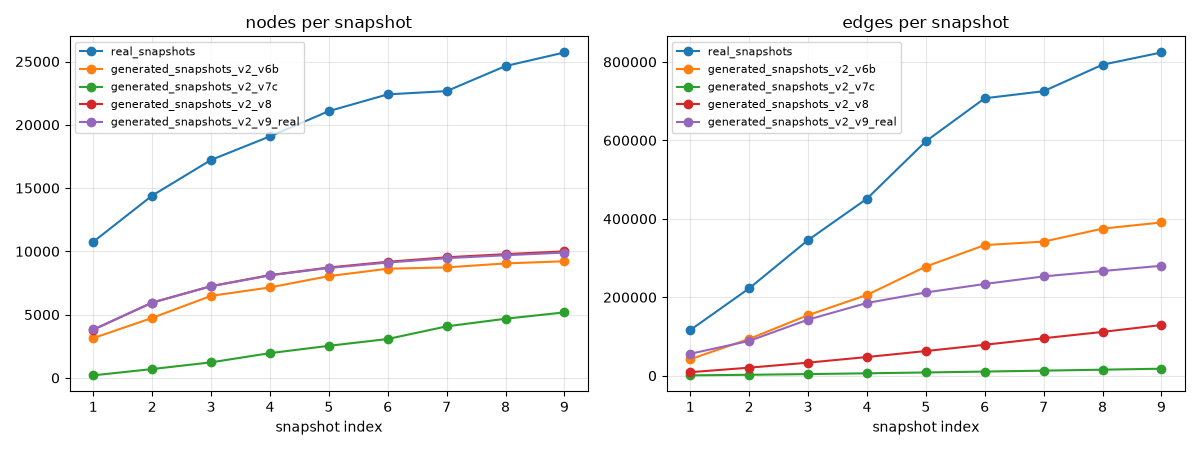 nodes per snapshot
real_snapshots
generated_snapshots_v2_v6b
generated_snapshots_v2_v7c
generated_snapshots_v2_v8
generated_snapshots_v2_v9_real
25000
20000
15000
10000
5000
0
1 2 3 4 5 6 7 8 9
snapshot index
edges per snapshot
real_snapshots
generated_snapshots_v2_v6b
generated_snapshots_v2_v7c
generated_snapshots_v2_v8
generated_snapshots_v2_v9_real
800000
600000
400000
200000
0
1 2 3 4 5 6 7 8 9
snapshot index